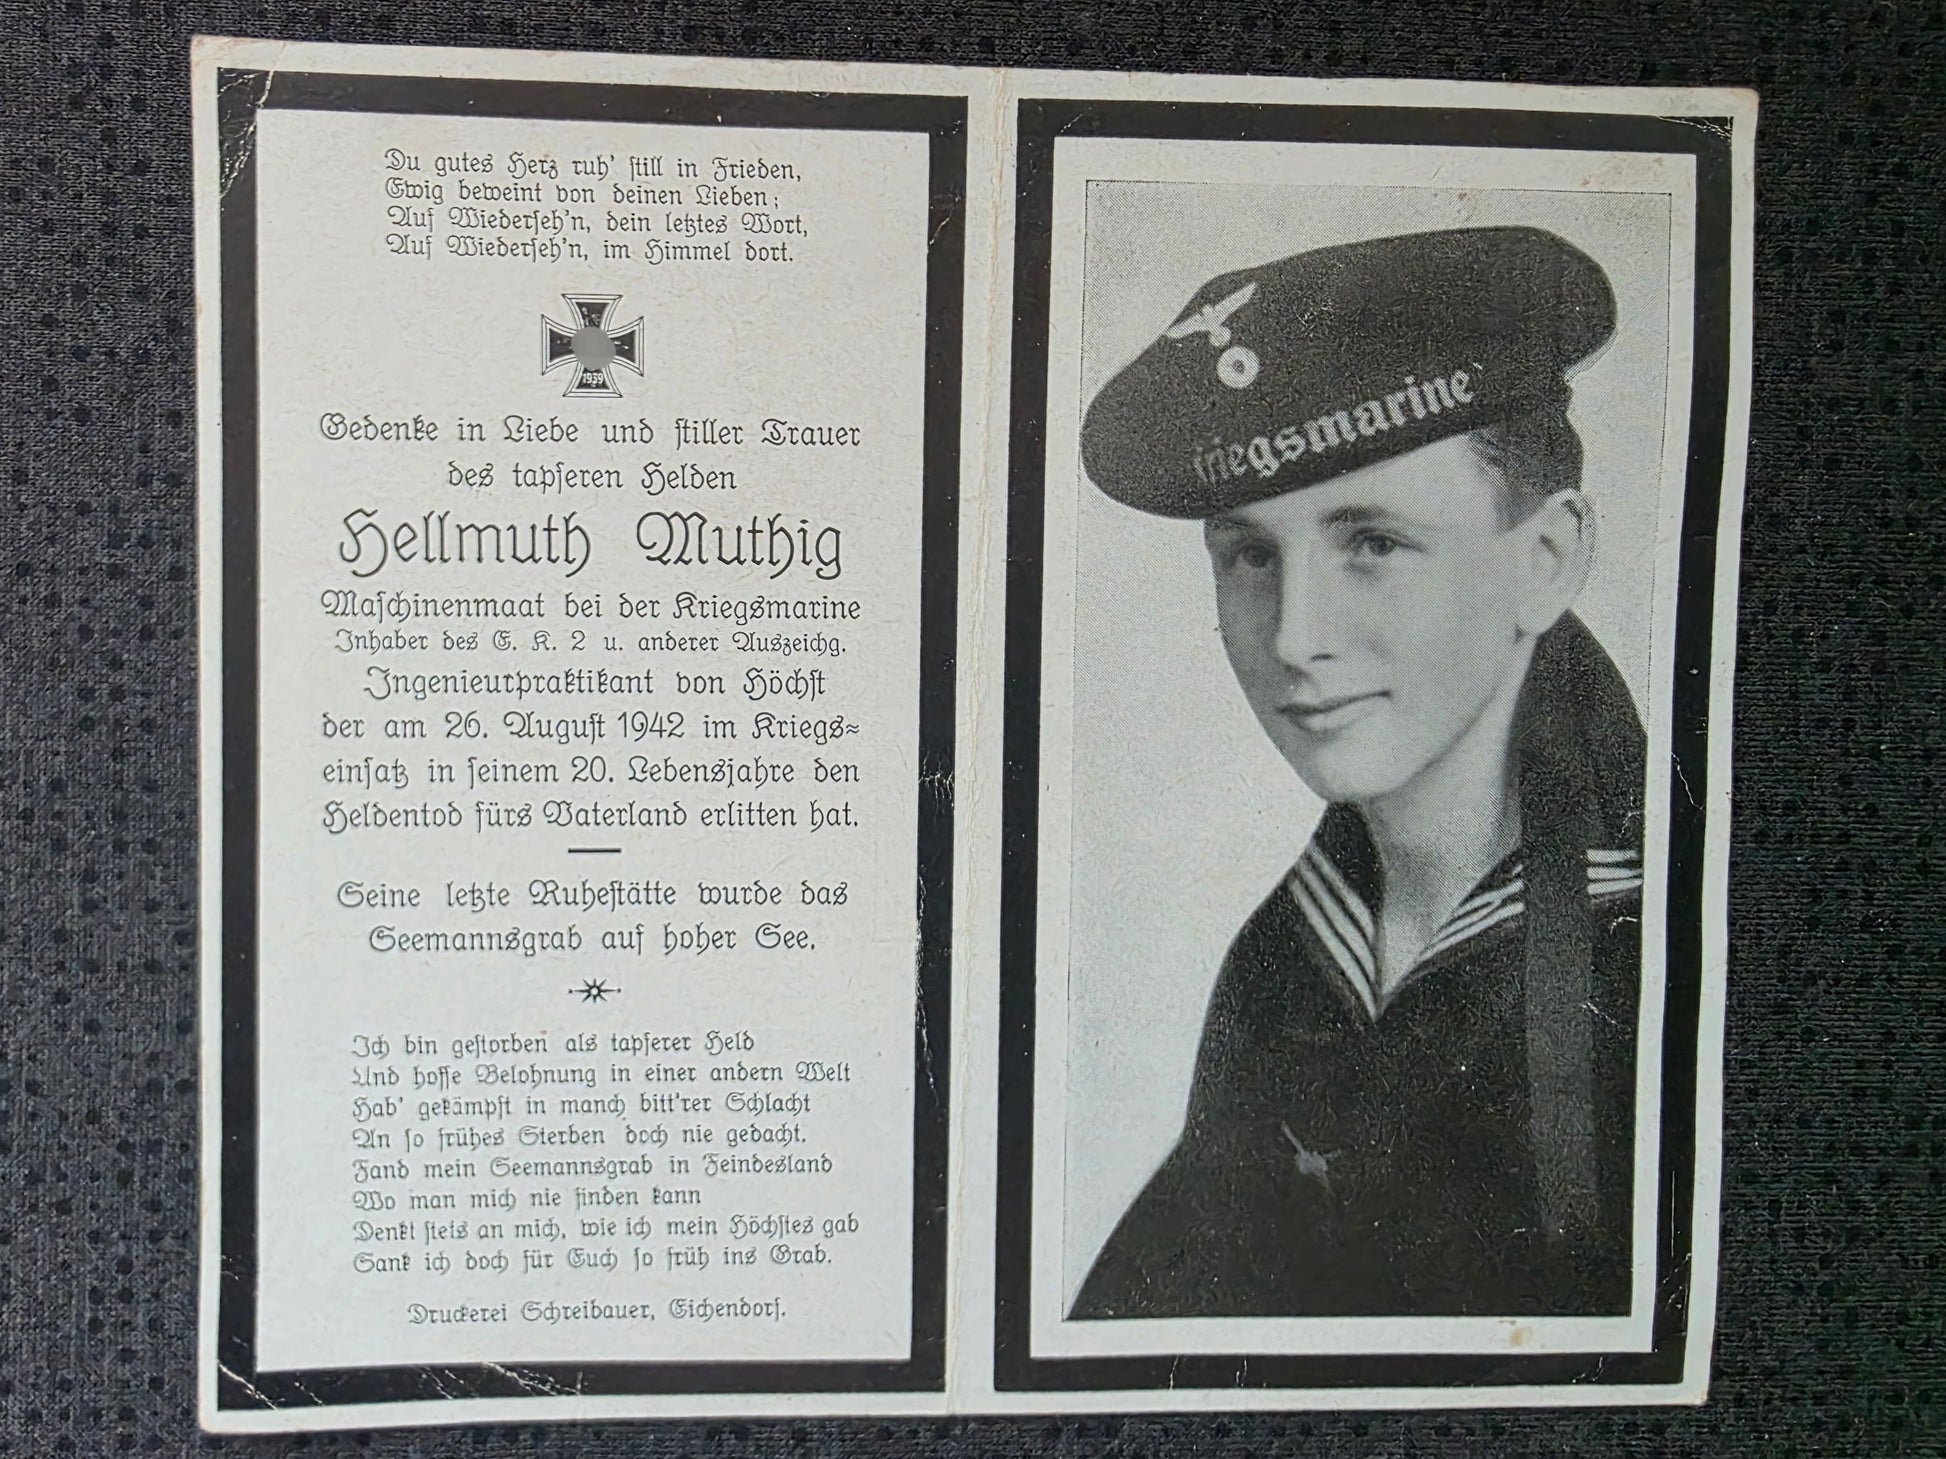 Du gutes Herz ruh' still in Frieden,
Ewig beweint von deinen Lieben;
Auf Wiederseh'n, dein letztes Wort,
Auf Wiederseh'n, im Himmel dort.
1939
Gedenke in Liebe und stiller Trauer
des tapferen Helden
Hellmuth Muthig
Maschinenmaat bei der Kriegsmarine
Inhaber des E. K. 2 u. anderer Auszeichg.
Ingenieurpraktikant von Höchst
der am 26. August 1942 im Kriegs-
einsatz in seinem 20. Lebensjahre den
Heldentod fürs Vaterland erlitten hat.
Seine letzte Ruhestätte wurde das
Seemannsgrab auf hoher See.
Ich bin gestorben als tapferer Held
Und hoffe Belohnung in einer andern Welt
Hab' gekämpft in manch bitt'rer Schlacht
An so frühes Sterben doch nie gedacht.
Fand mein Seemannsgrab in Feindesland
Wo man mich nie finden kann
Denkt stets an mich, wie ich mein Höchstes gab
Sank ich doch für Euch so früh ins Grab.
Druckerei Schreibauer, Eichendorf.
riegsmarine